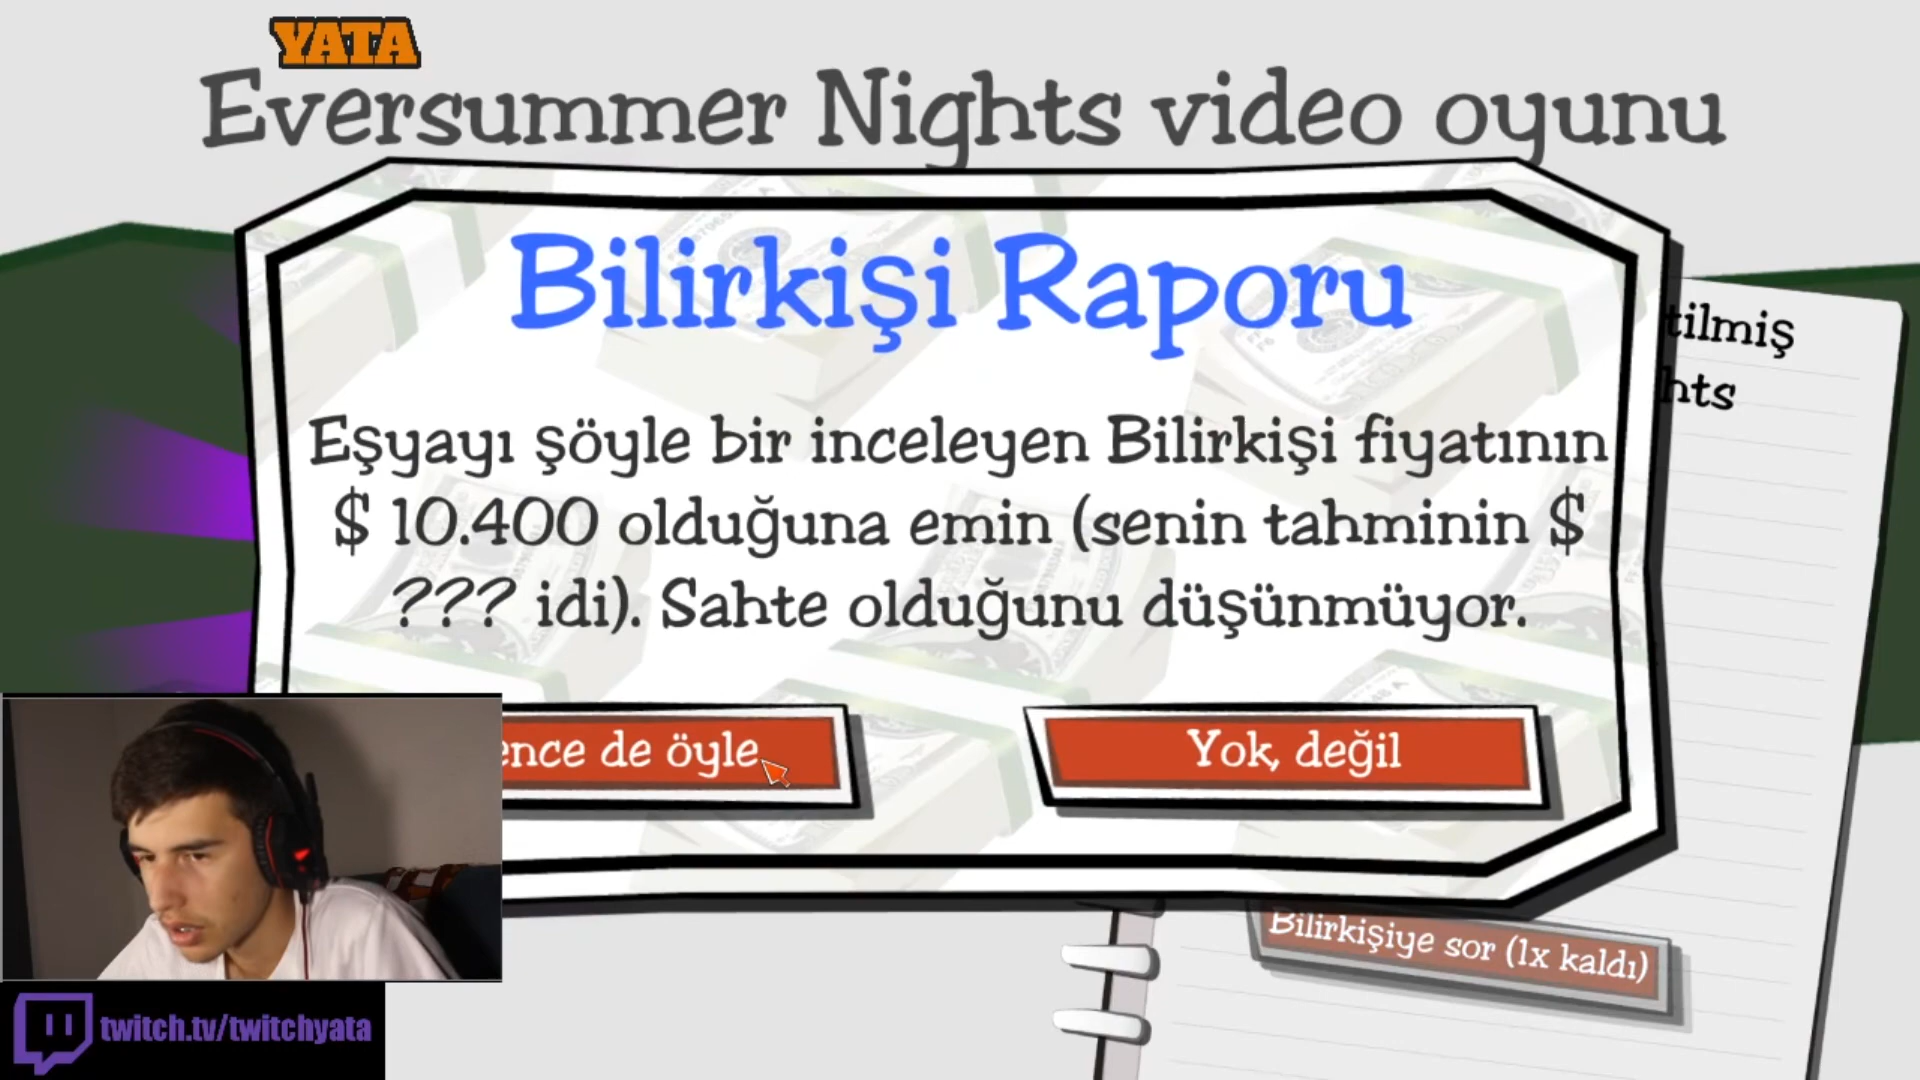 YATA
Eversummer Nights video oyunu
Bilirkişi Raporu
tilmiş
hts
Eşyayı şöyle bir inceleyen Bilirkişi fiyatının
$ 10.400 olduğuna emin (senin tahminin $
??? idi). Sahte olduğunu düşünmüyor.
ence de öyle
Yok, değil
Bilirkişiye sor (1x kaldı)
twitch.tv/twitchyata